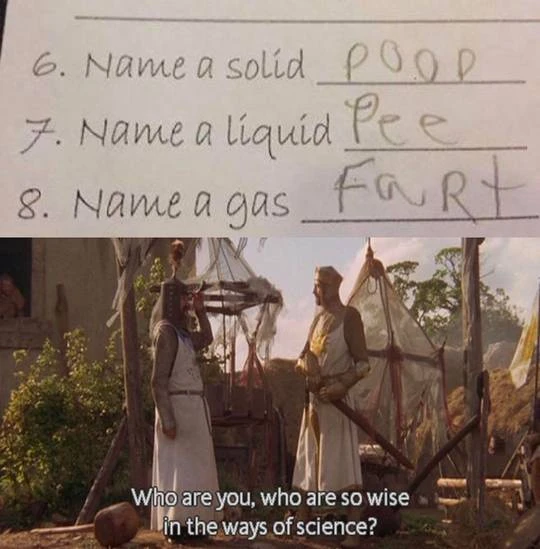 6. Name a solid poop
7. Name a liquid Pee
8. Name a gas FaRt
Who are you, who are so wise
in the ways of science?